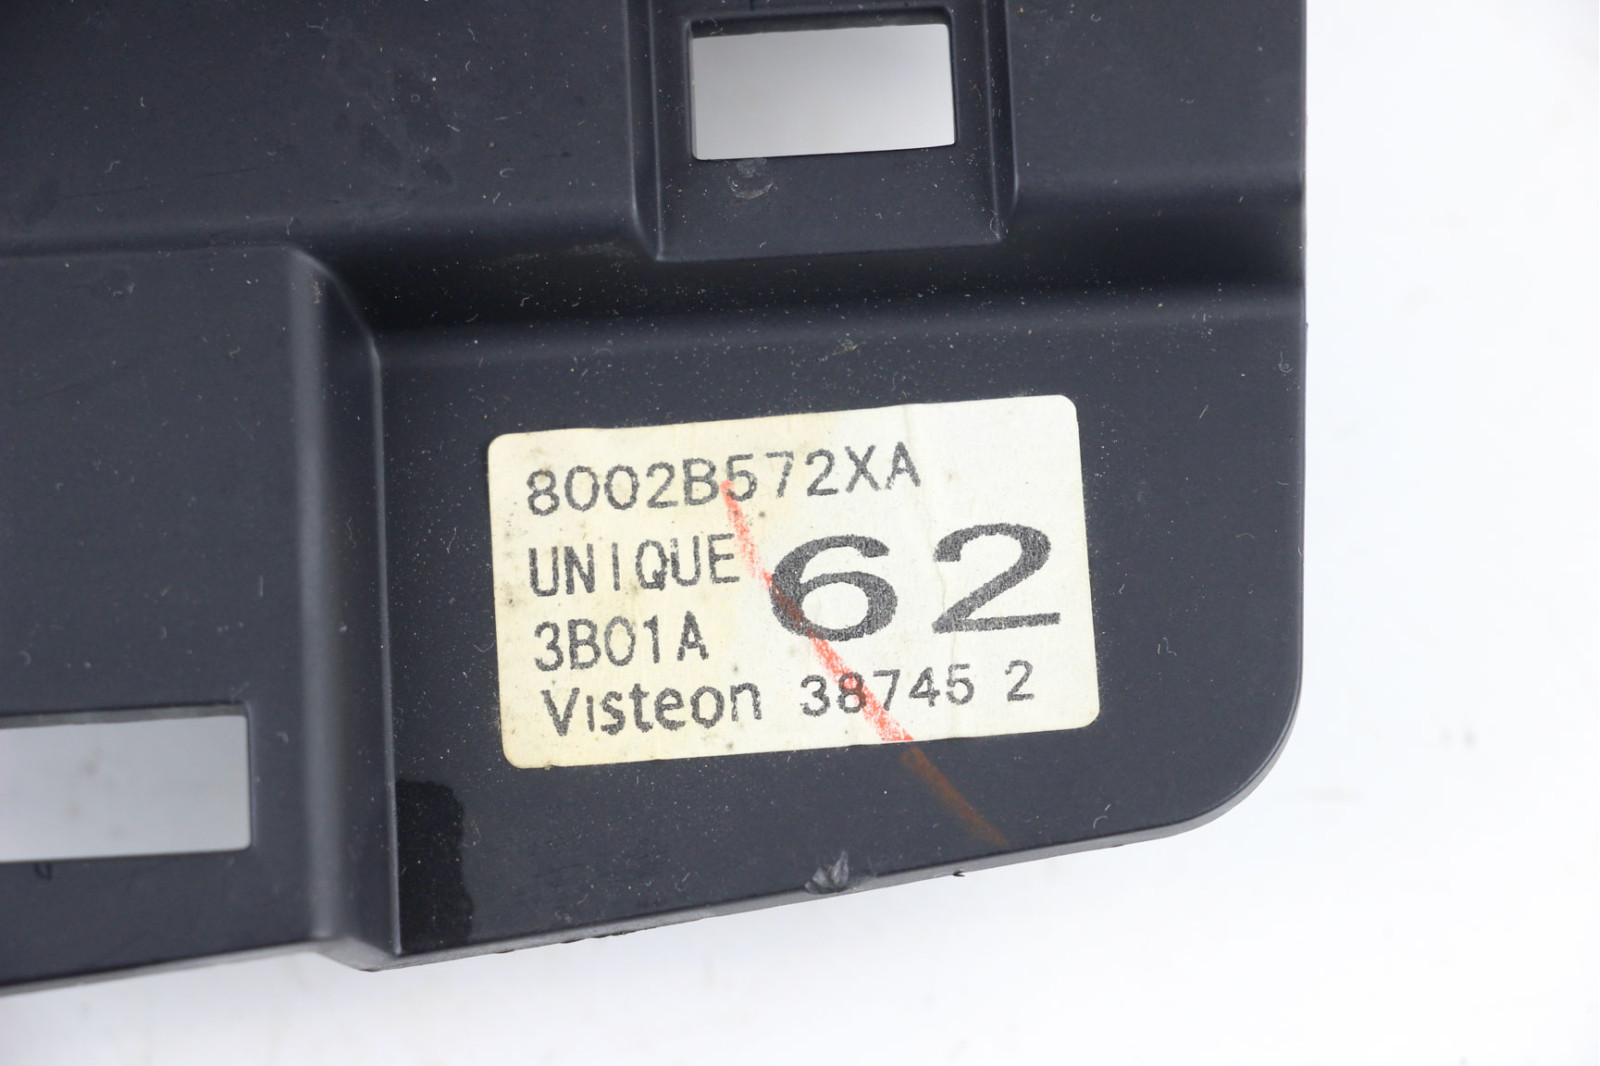 8002B572XA
UNIQUE
62
3B01A
Visteon 38745 2